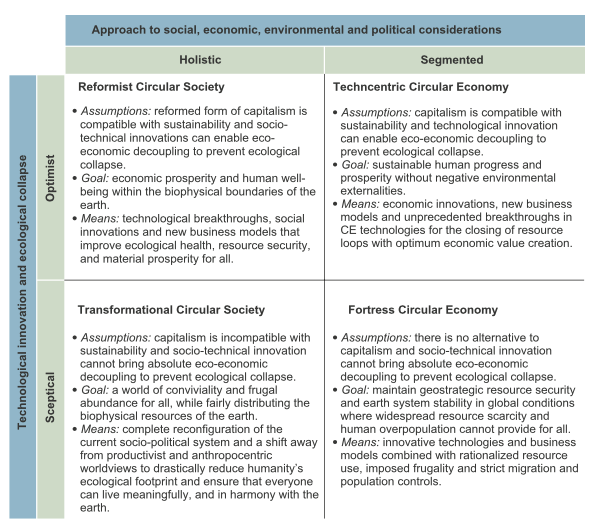 Approach to social, economic, environmental and political considerations
Holistic
Segmented
Technological innovation and ecological collapse
Optimist
Reformist Circular Society
• Assumptions: reformed form of capitalism is
compatible with sustainability and socio-
technical innovations can enable eco-
economic decoupling to prevent ecological
collapse.
• Goal: economic prosperity and human well-
being within the biophysical boundaries of the
earth.
• Means: technological breakthroughs, social
innovations and new business models that
improve ecological health, resource security,
and material prosperity for all.
Techncentric Circular Economy
• Assumptions: capitalism is compatible with
sustainability and technological innovation
can enable eco-economic decoupling to
prevent ecological collapse.
• Goal: sustainable human progress and
prosperity without negative environmental
externalities.
• Means: economic innovations, new business
models and unprecedented breakthroughs in
CE technologies for the closing of resource
loops with optimum economic value creation.
Sceptical
Transformational Circular Society
• Assumptions: capitalism is incompatible with
sustainability and socio-technical innovation
cannot bring absolute eco-economic
decoupling to prevent ecological collapse.
• Goal: a world of conviviality and frugal
abundance for all, while fairly distributing the
biophysical resources of the earth.
• Means: complete reconfiguration of the
current socio-political system and a shift away
from productivist and anthropocentric
worldviews to drastically reduce humanity's
ecological footprint and ensure that everyone
can live meaningfully, and in harmony with the
earth.
Fortress Circular Economy
• Assumptions: there is no alternative to
capitalism and socio-technical innovation
cannot bring absolute eco-economic
decoupling to prevent ecological collapse.
• Goal: maintain geostrategic resource security
and earth system stability in global conditions
where widespread resource scarcity and
human overpopulation cannot provide for all.
• Means: innovative technologies and business
models combined with rationalized resource
use, imposed frugality and strict migration and
population controls.